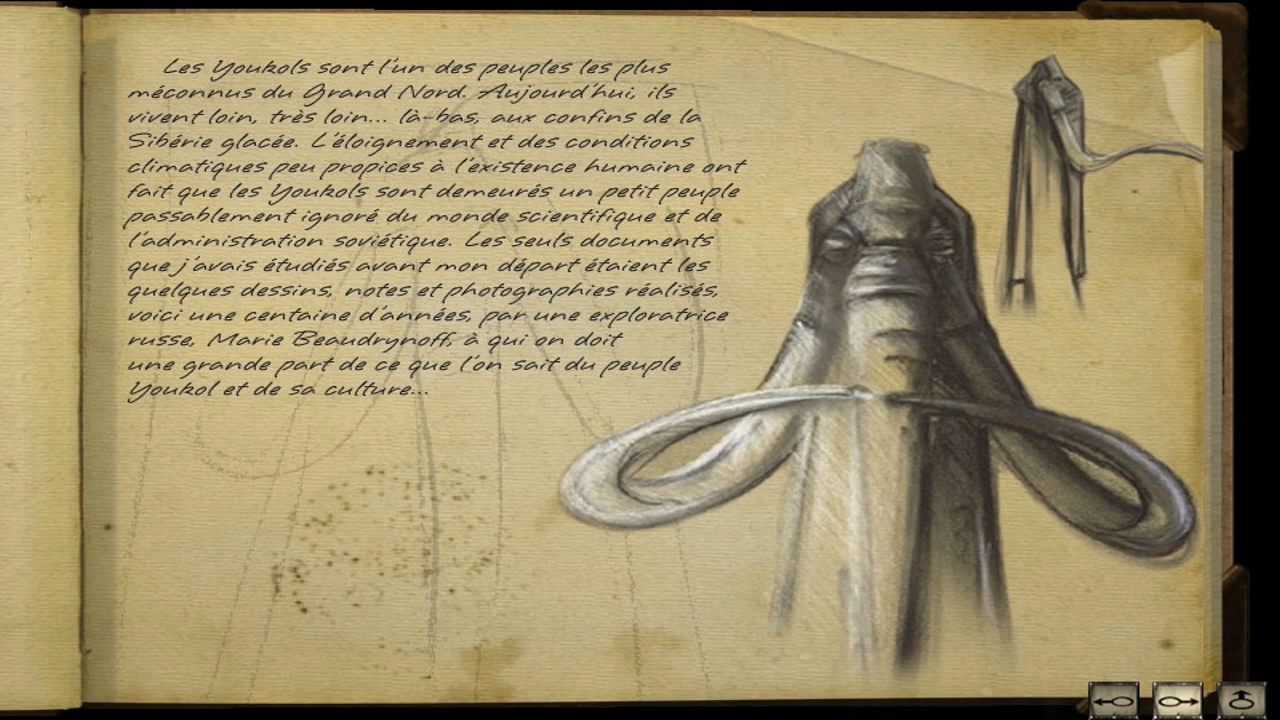 Les Youkols sont l'un des peuples les plus
méconnus du Grand Nord. Aujourd'hui, ils
vivent loin, très loin... là-bas, aux confins de la
Sibérie glacée. L'éloignement et des conditions
climatiques peu propices à l'existence humaine ont
fait que les Youkols sont demeurés un petit peuple
passablement ignoré du monde scientifique et de
l'administration soviétique. Les seuls documents
que j'avais étudiés avant mon départ étaient les
quelques dessins, notes et photographies réalisés,
voici une centaine d'années, par une exploratrice
russe, Marie Beaudrynoff, à qui on doit
une grande part de ce que l'on sait du peuple
Youkol et de sa culture...